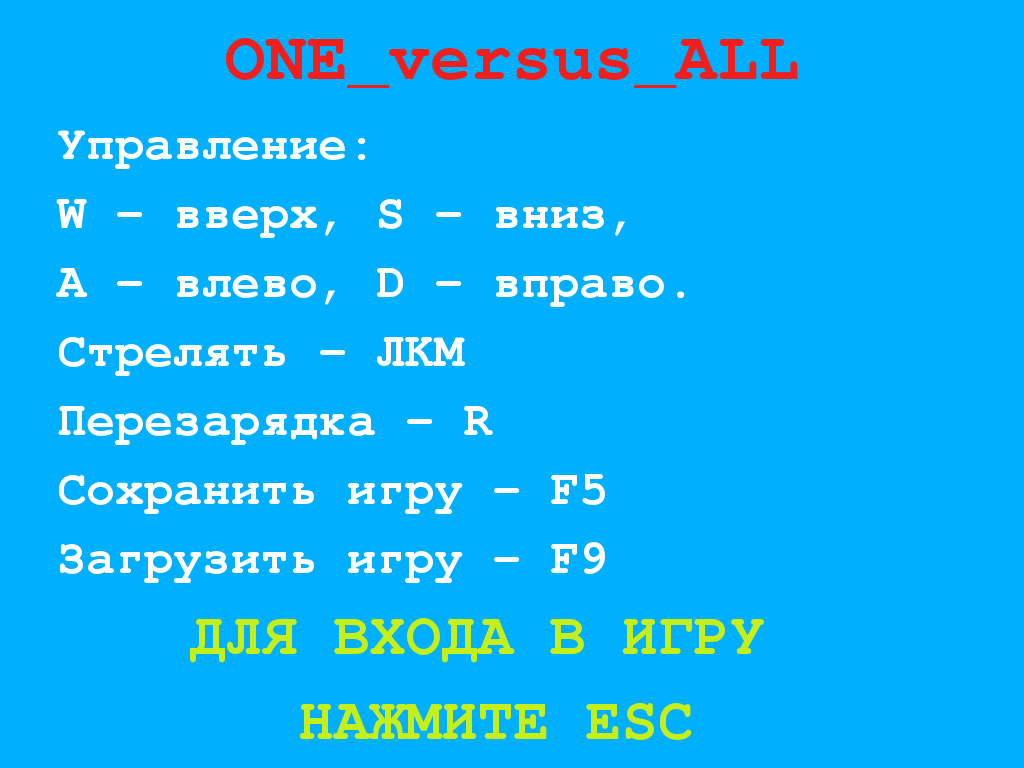 ONE_versus_ALL
Управление:
W – вверх, S – вниз,
A – влево, D – вправо.
Стрелять – ЛКМ
Перезарядка – R
Сохранить игру – F5
Загрузить игру – F9
ДЛЯ ВХОДА В ИГРУ
НАЖМИТЕ ESC